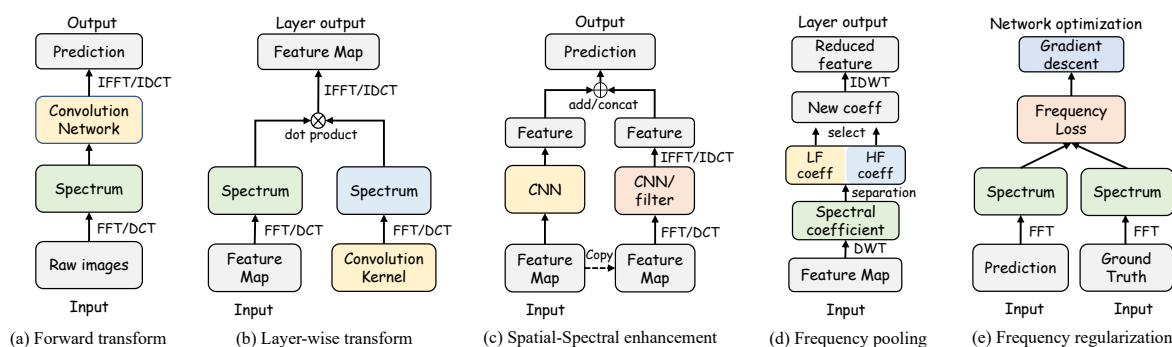 Output
Prediction
IFFT/IDCT
Convolution
Network
Spectrum
FFT/DCT
Raw images
Input
(a) Forward transform
Layer output
Feature Map
IFFT/IDCT
dot product
Spectrum
Spectrum
FFT/DCT
FFT/DCT
Feature
Map
Convolution
Kernel
Input
(b) Layer-wise transform
Output
Prediction
add/concat
Feature
Feature
IFFT/IDCT
CNN
CNN/
filter
FFT/DCT
Feature
Map
Copy
Feature
Map
Input
(c) Spatial-Spectral enhancement
Layer output
Reduced
feature
IDWT
New coeff
select
LF
coeff
HF
coeff
separation
Spectral
coefficient
DWT
Feature Map
Input
(d) Frequency pooling
Network optimization
Gradient
descent
Frequency
Loss
Spectrum
Spectrum
FFT
FFT
Prediction
Ground
Truth
Input
Input
(e) Frequency regularization